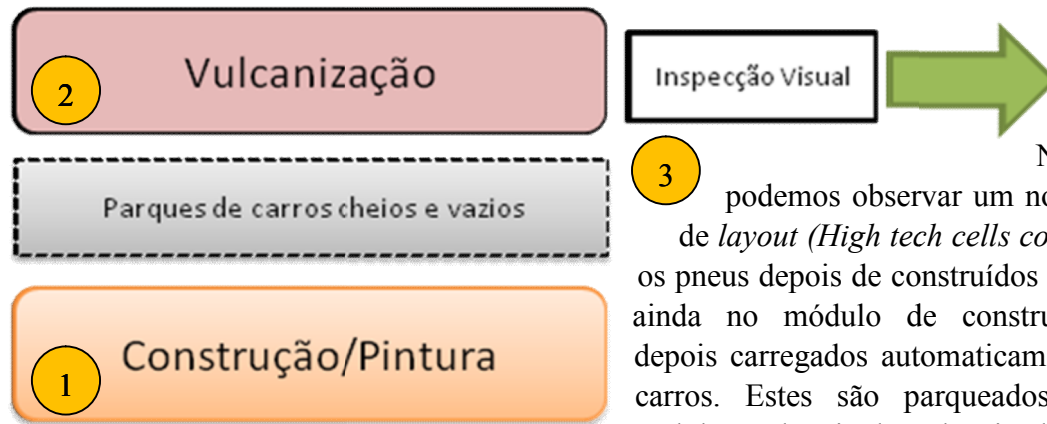 Vulcanização
2
Inspecção Visual
Parques de carros cheios e vazios
3
Construção/Pintura
1
podemos observar um
de layout (High tech cells
os pneus depois de construídos
ainda no módulo de
depois carregados
carros. Estes são parqueados